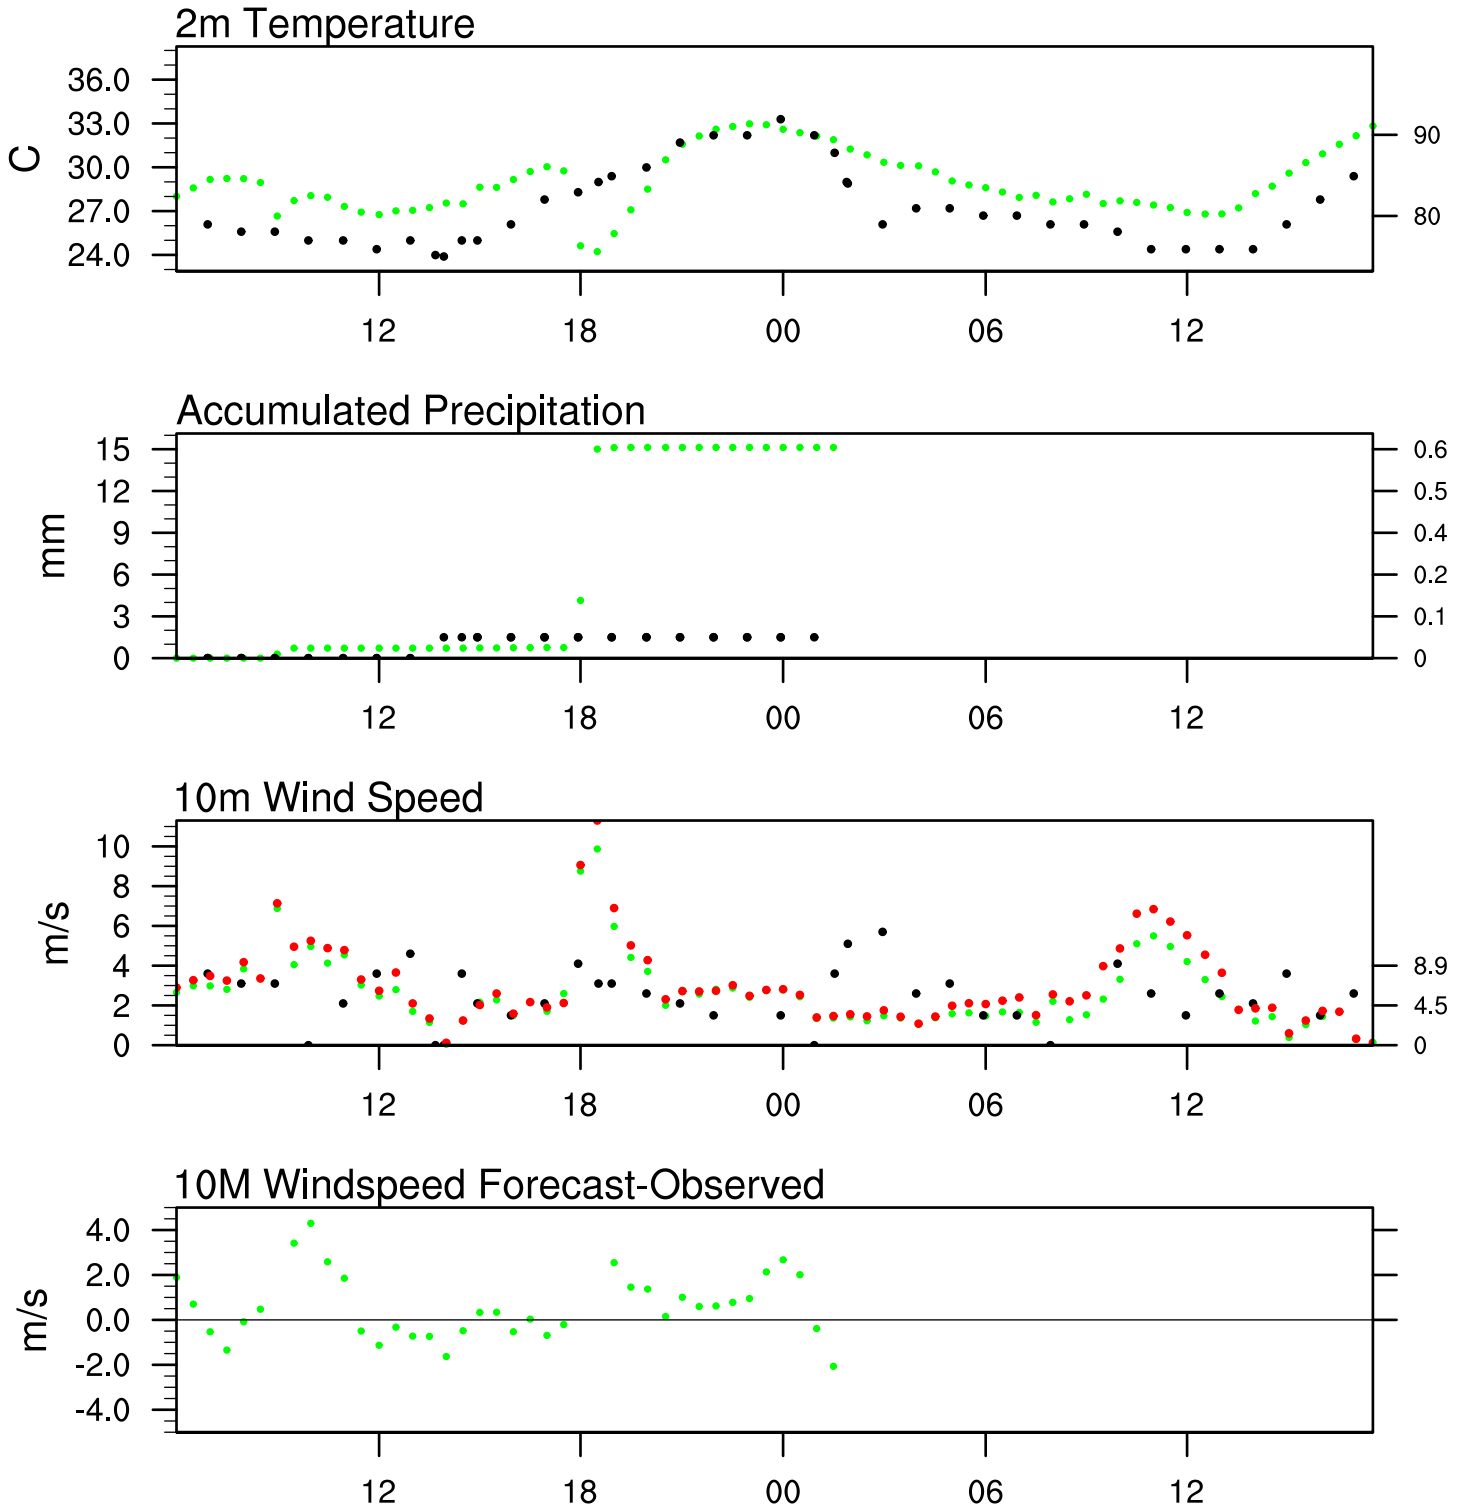 2m Temperature
36.0
33.0
30.0
27.0
24.0
C
90
80
12 18 00 06 12
Accumulated Precipitation
15
12
9
6
3
0
mm
0.6
0.5
0.4
0.2
0.1
0
12 18 00 06 12
10m Wind Speed
10
8
6
4
2
0
m/s
8.9
4.5
0
12 18 00 06 12
10M Windspeed Forecast-Observed
4.0
2.0
0.0
-2.0
-4.0
m/s
12 18 00 06 12